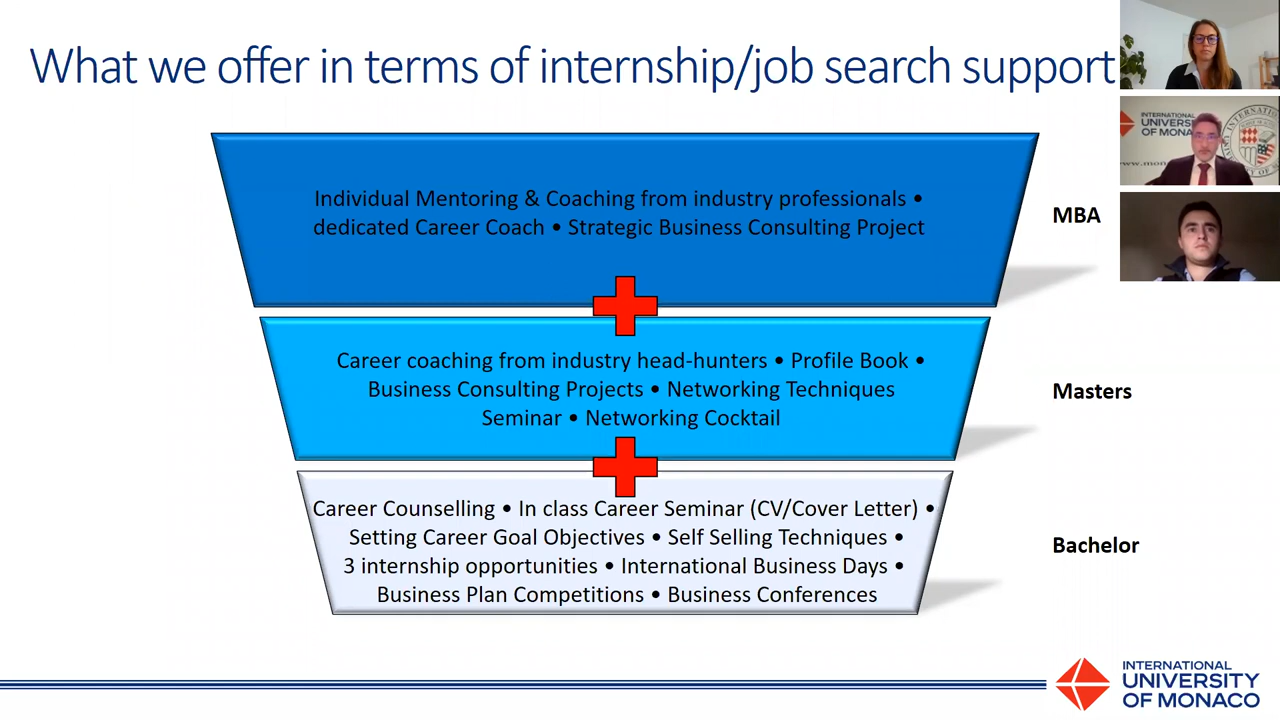 What we offer in terms of internship/job search support
INTERNATIONAL
OF MONACO
Individual Mentoring & Coaching from industry professionals •
dedicated Career Coach • Strategic Business Consulting Project
MBA
Career coaching from industry head-hunters • Profile Book •
Business Consulting Projects • Networking Techniques
Seminar • Networking Cocktail
Masters
Career Counselling • In class Career Seminar (CV/Cover Letter) •
Setting Career Goal Objectives • Self Selling Techniques •
3 internship opportunities • International Business Days •
Business Plan Competitions • Business Conferences
Bachelor
INTERNATIONAL
UNIVERSITY
OF MONACO